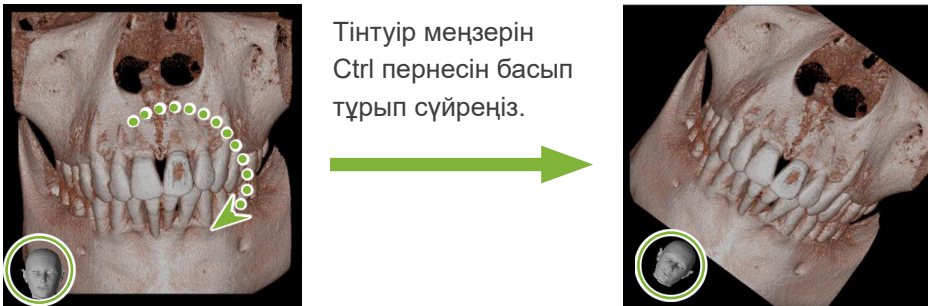 Тінтуір меңзерін
Ctrl пернесін басып
тұрып сүйреңіз.